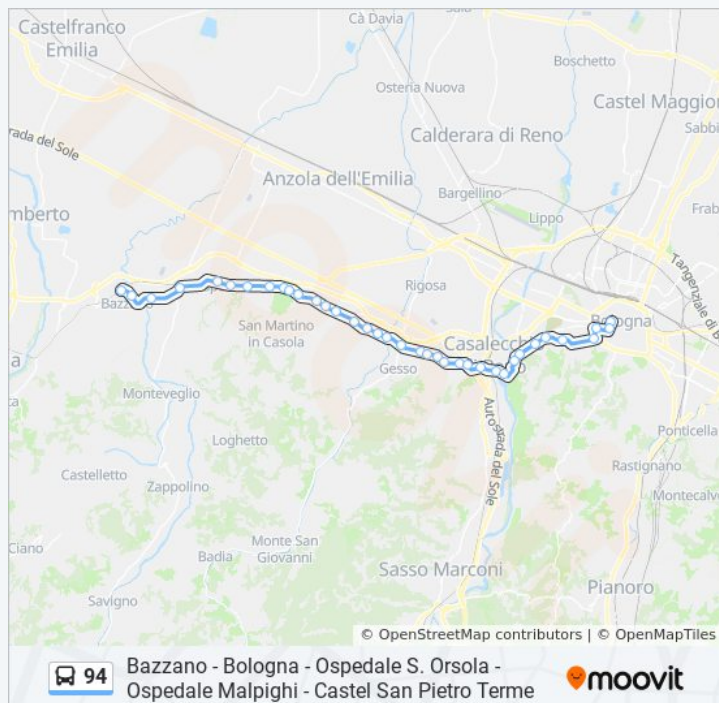 Cà Davia
Castelfranco
Emilia
Boschetto
Osteria Nuova
Castel Maggior
Sabbi
Calderara di Reno
rada del Sole
Anzola dell'Emilia
Bargellino
Frab
mberto
Lippo
Tangenziale di B
Rigosa
Bazz
Bologna
San Martino
in Casola
Casalecch
Gesso
Monteveglio
Autos
Ponticella
Loghetto
rada del Sole
Rastignano
Castelletto
Zappolino
Montecalv
Ciano
Monte San
Giovanni
Badia
Sasso Marconi
Pianoro
Savigno
© OpenStreetMap contributors | © OpenMapTiles
94
Bazzano - Bologna - Ospedale S. Orsola -
Ospedale Malpighi - Castel San Pietro Terme
moovit